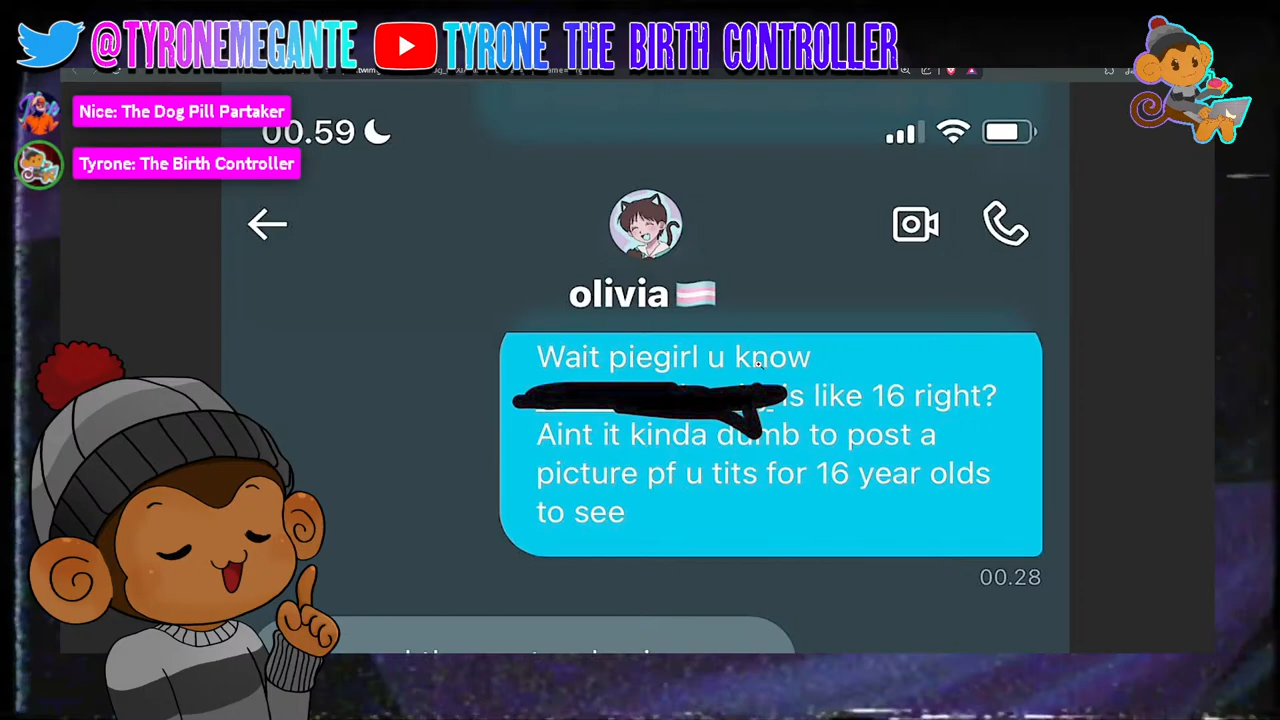 @TYRONEMEGANTE TYRONE THE BIRTH CONTROLLER
Nice: The Dog Pill Partaker
00.59
Tyrone: The Birth Controller
olivia
Wait piegirl u know
is like 16 right?
Aint it kinda dumb to post a
picture pf u tits for 16 year olds
to see
00.28